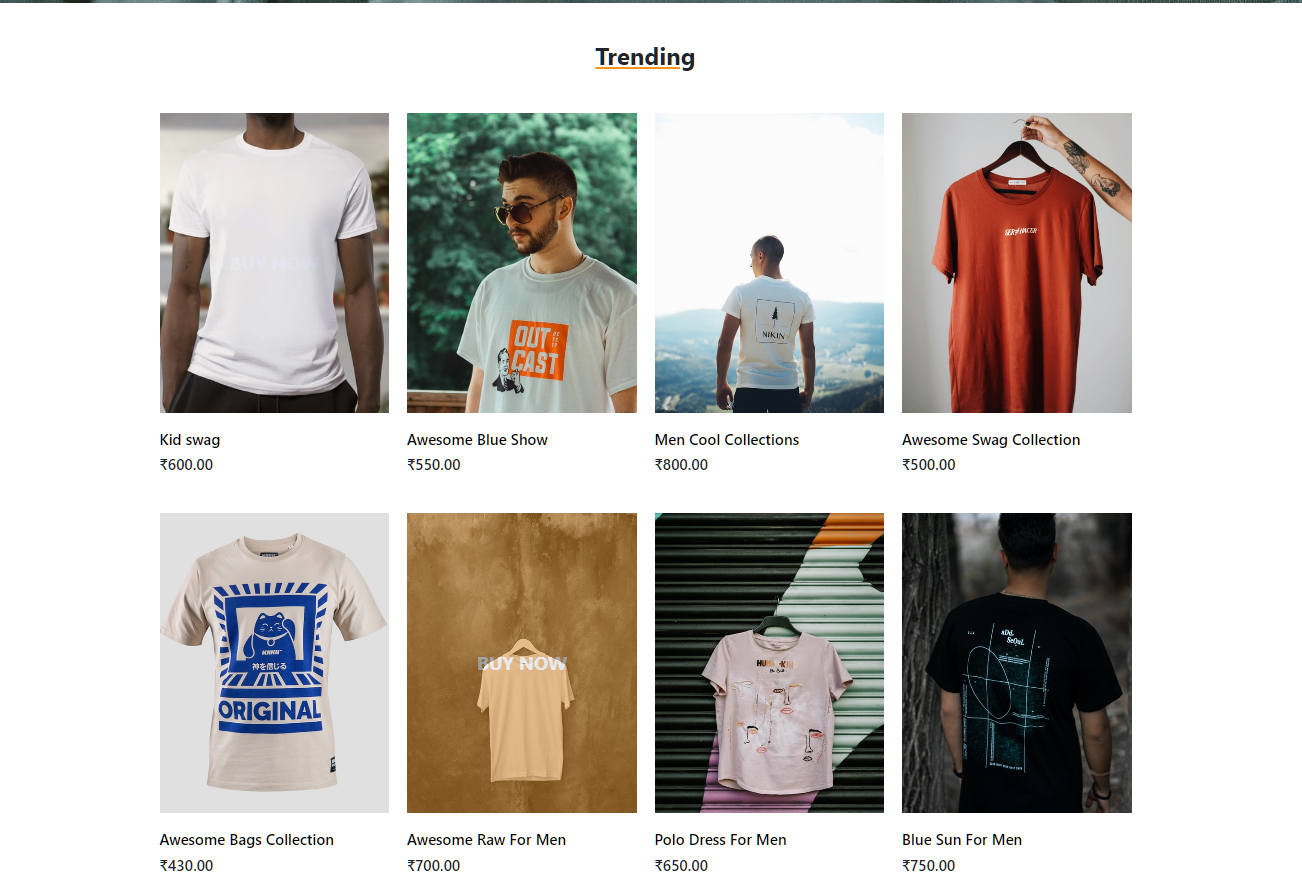 Trending
BUY NOW
OUT
CAST
NIKIN
Kid swag
₹600.00
Awesome Blue Show
₹550.00
Men Cool Collections
₹800.00
Awesome Swag Collection
₹500.00
神を信じる
ORIGINAL
BUY NOW
Awesome Bags Collection
₹430.00
Awesome Raw For Men
₹700.00
Polo Dress For Men
₹650.00
Blue Sun For Men
₹750.00